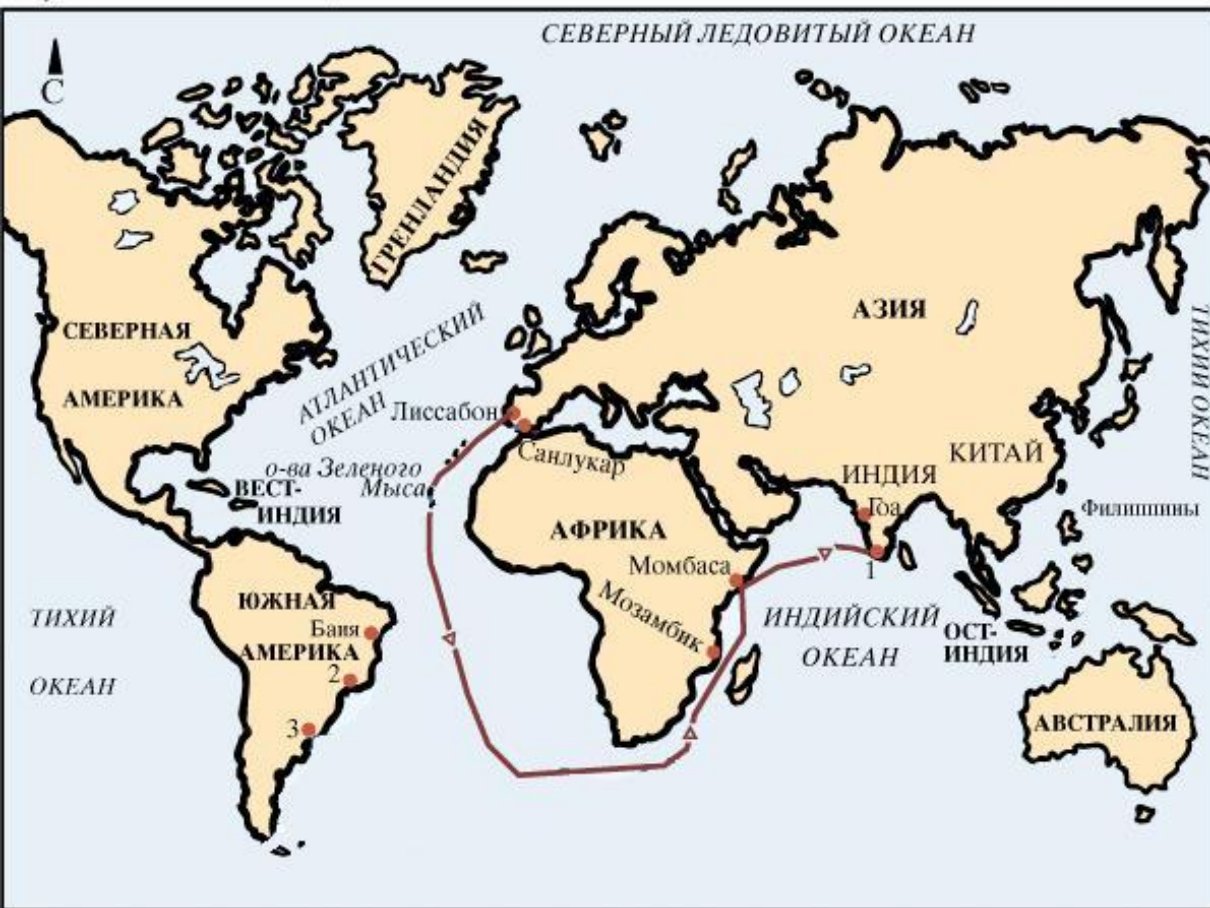 СЕВЕРНЫЙ ЛЕДОВИТЫЙ ОКЕАН
С
ГРЕНЛАНДИЯ
СЕВЕРНАЯ
АМЕРИКА
АТЛАНТИЧЕСКИЙ
ОКЕАН
АЗИЯ
ТИХИЙ ОКЕАН
Лиссабон
Санлукар
о-ва Зеленого
Мыса
ВЕСТ-
ИНДИЯ
КИТАЙ
ИНДИЯ
Гоа
Филиппины
АФРИКА
1
Момбаса
Мозамбик
ЮЖНАЯ
АМЕРИКА
Баия
2
3
ТИХИЙ
ОКЕАН
ИНДИЙСКИЙ
ОКЕАН
ОСТ-
ИНДИЯ
АВСТРАЛИЯ